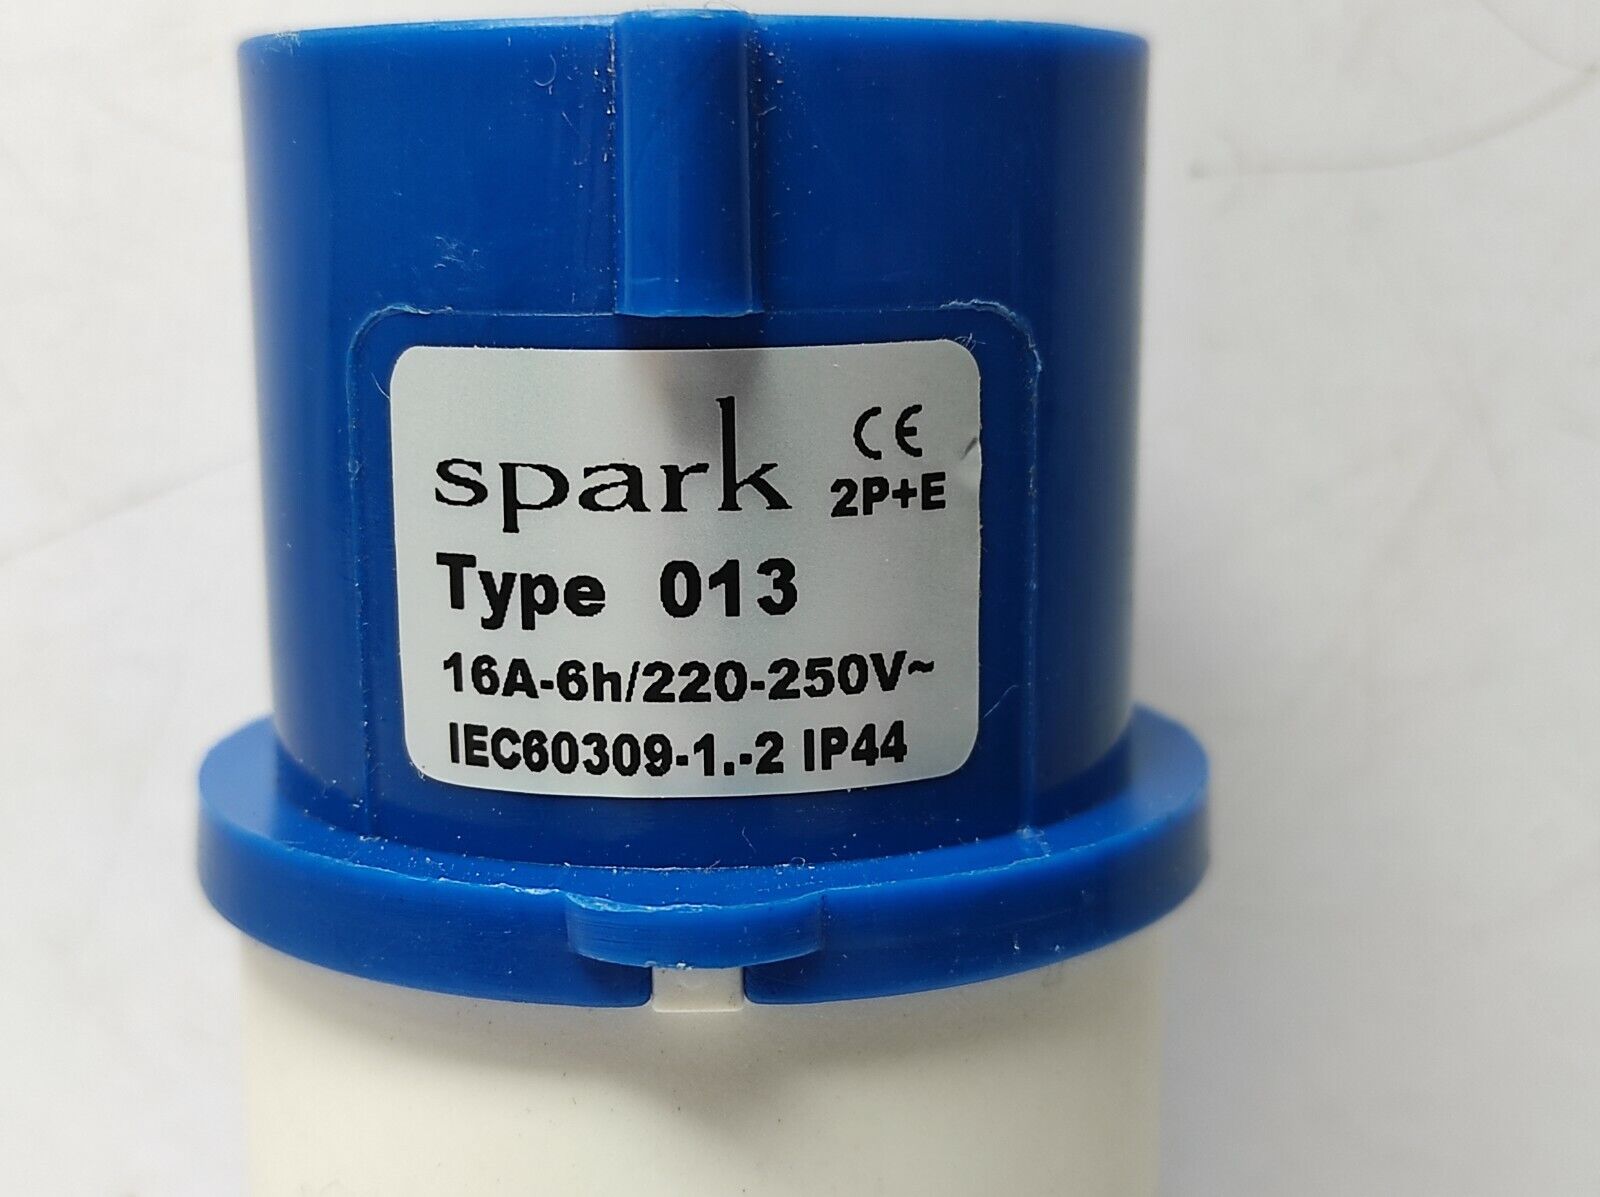 spark CE
2P+E
Type 013
16A-6h/220-250V~
IEC60309-1.-2 IP44